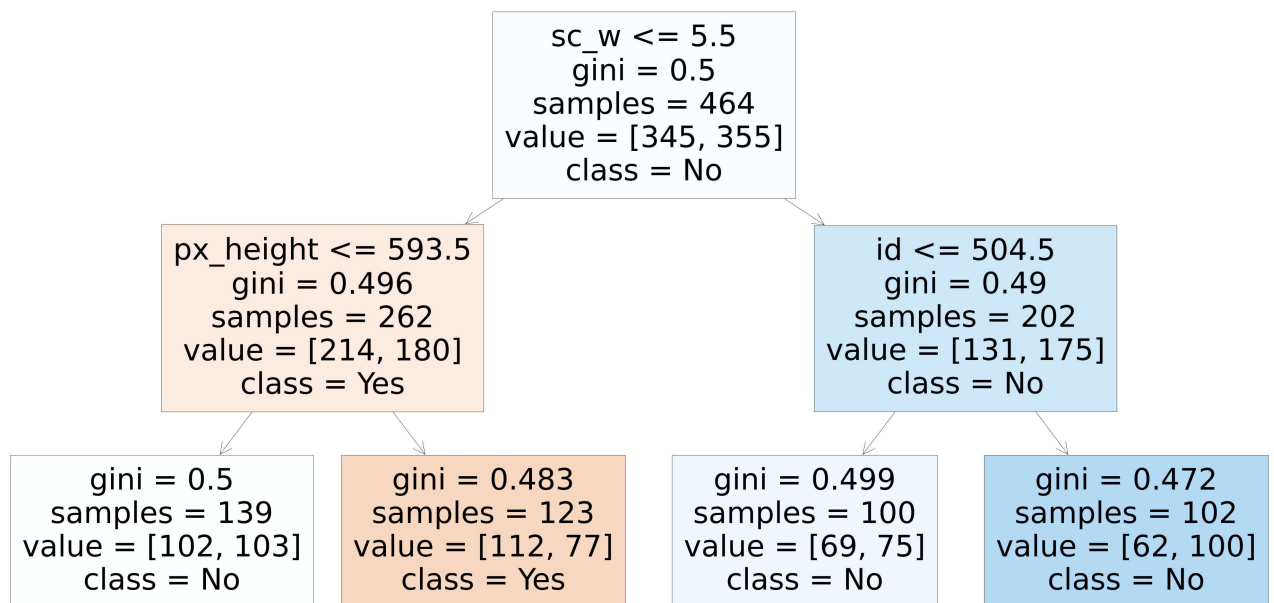 sc_w <= 5.5
gini = 0.5
samples = 464
value = [345, 355]
class = No
px_height <= 593.5
gini = 0.496
samples = 262
value = [214, 180]
class = Yes
id <= 504.5
gini = 0.49
samples = 202
value = [131, 175]
class = No
gini = 0.5
samples = 139
value = [102, 103]
class = No
gini = 0.483
samples = 123
value = [112, 77]
class = Yes
gini = 0.499
samples = 100
value = [69, 75]
class = No
gini = 0.472
samples = 102
value = [62, 100]
class = No